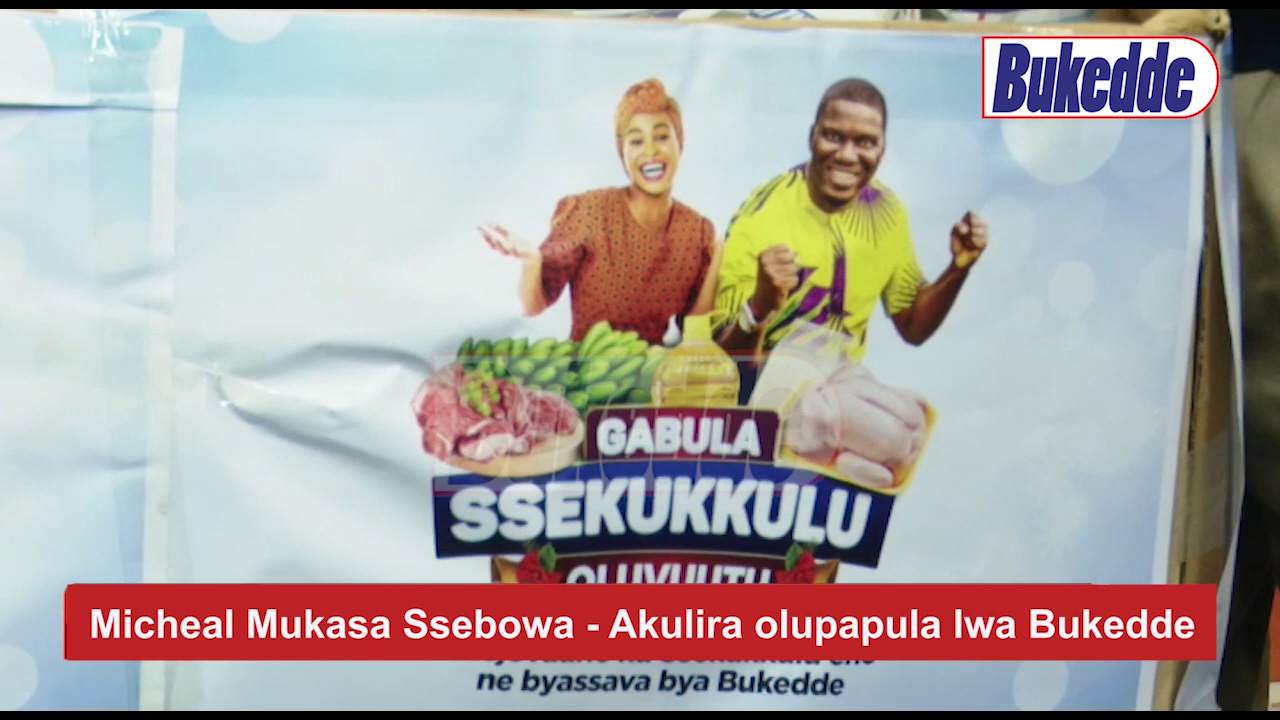 Bukedde
GABULA
SSEKUKKULU
Micheal Mukasa Ssebowa - Akulira olupapula lwa Bukedde
ne byassava bya Bukedde